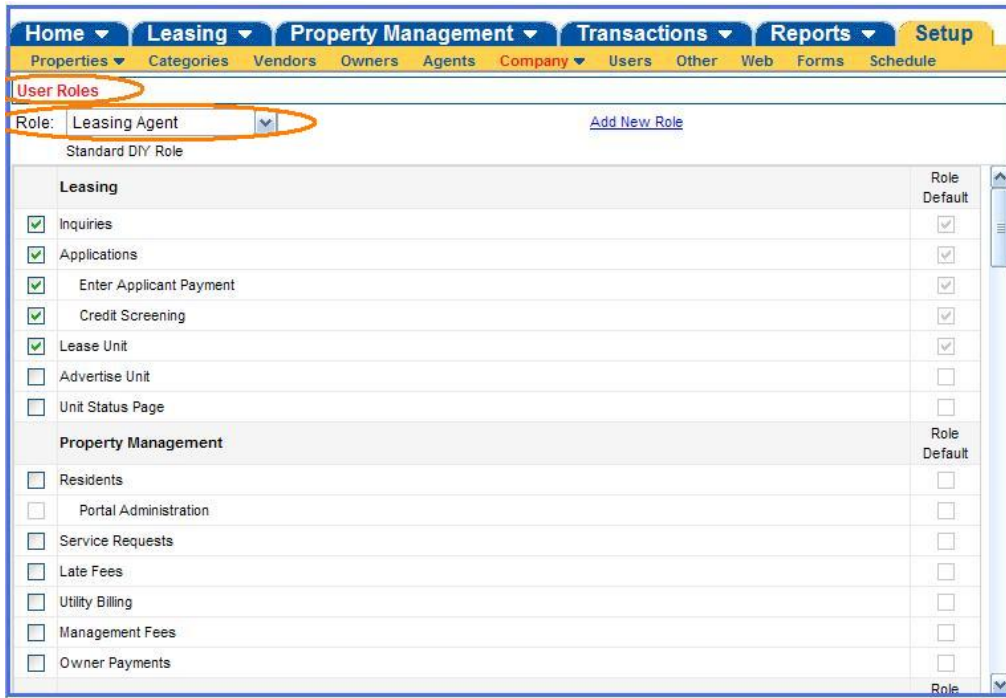 Home Leasing Property Management Transactions Reports Setup
Properties Categories Vendors Owners Agents Company Users Other Web Forms Schedule
User Roles
Role: Leasing Agent Add New Role
Standard DIY Role
Leasing Role Default
Inquiries
Applications
Enter Applicant Payment
Credit Screening
Lease Unit
Advertise Unit
Unit Status Page
Property Management Role Default
Residents
Portal Administration
Service Requests
Late Fees
Utility Billing
Management Fees
Owner Payments
Role